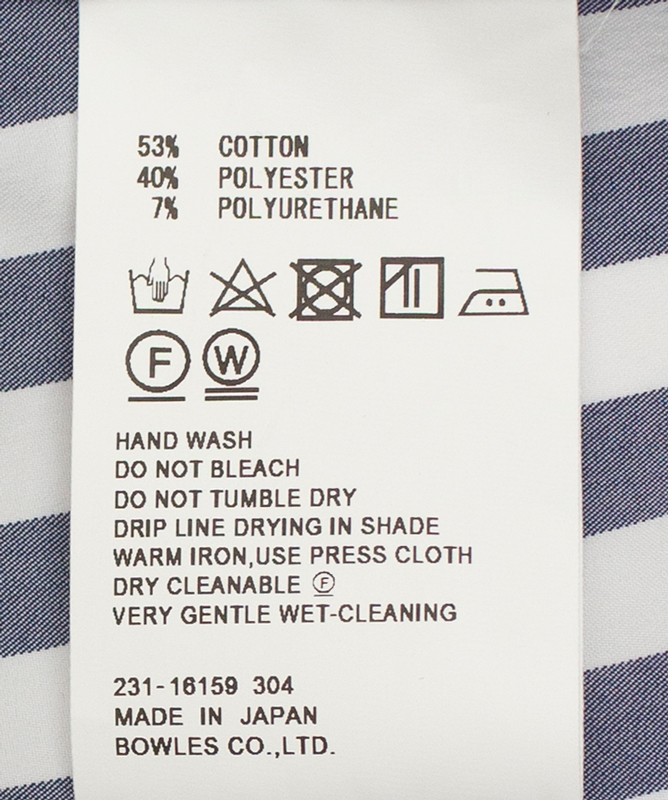 53% COTTON
40% POLYESTER
7% POLYURETHANE
F W
HAND WASH
DO NOT BLEACH
DO NOT TUMBLE DRY
DRIP LINE DRYING IN SHADE
WARM IRON,USE PRESS CLOTH
DRY CLEANABLE Ⓕ
VERY GENTLE WET-CLEANING
231-16159 304
MADE IN JAPAN
BOWLES CO.,LTD.